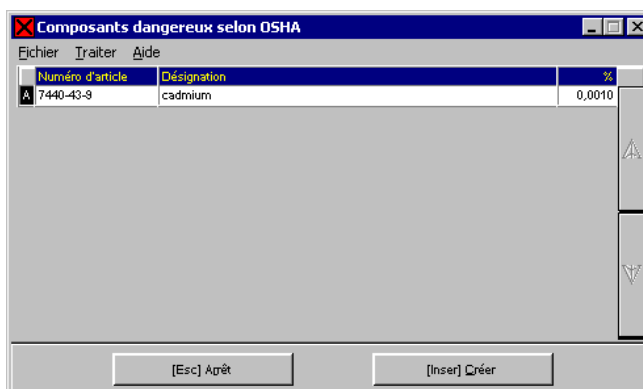 Composants dangereux selon OSHA
Fichier Traiter Aide
Numéro d'article Désignation %
A 7440-43-9 cadmium 0,0010
[Esc] Arrêt [Inser] Créer